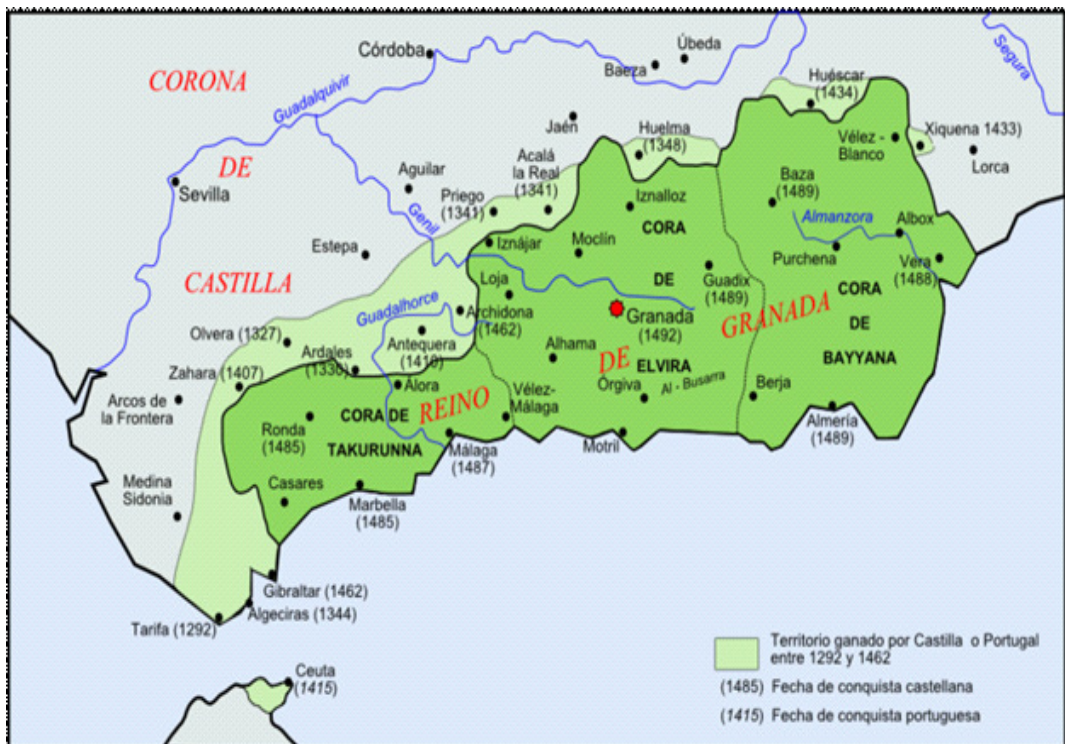 Córdoba
Úbeda
Baeza
Segura
CORONA
Huéscar
(1434)
Guadalquivir
Jaén
Huelma
(1348)
Vélez -
Blanco
Xiquena 1433)
Lorca
DE
Sevilla
Aguilar
Acalá
la Real
(1341)
Priego
(1341)
Baza
(1489)
Iznalloz
Genil
CORA
Almanzora
Albox
Estepa
Iznájar
Moclín
Purchena
Vera
(1488)
CASTILLA
Loja
DE
Guadix
(1489)
CORA
Guadalhorce
Archidona
(1462)
Granada
(1492)
GRANADA
DE
Olvera (1327)
Antequera
(1410)
Alhama
DE
ELVIRA
BAYYANA
Ardales
1330)
Zahara (1407)
Álora
Órgiva
Al - Busarra
Berja
Arcos de
la Frontera
CORA DE
REINO
Vélez-
Málaga
Ronda
(1485)
TAKURUNNA
Málaga
(1487)
Motril
Almería
(1489)
Medina
Sidonia
Casares
Marbella
(1485)
Gibraltar (1462)
Algeciras (1344)
Tarifa (1292)
Ceuta
(1415)
Territorio ganado por Castilla o Portugal
entre 1292 y 1462
(1485) Fecha de conquista castellana
(1415) Fecha de conquista portuguesa